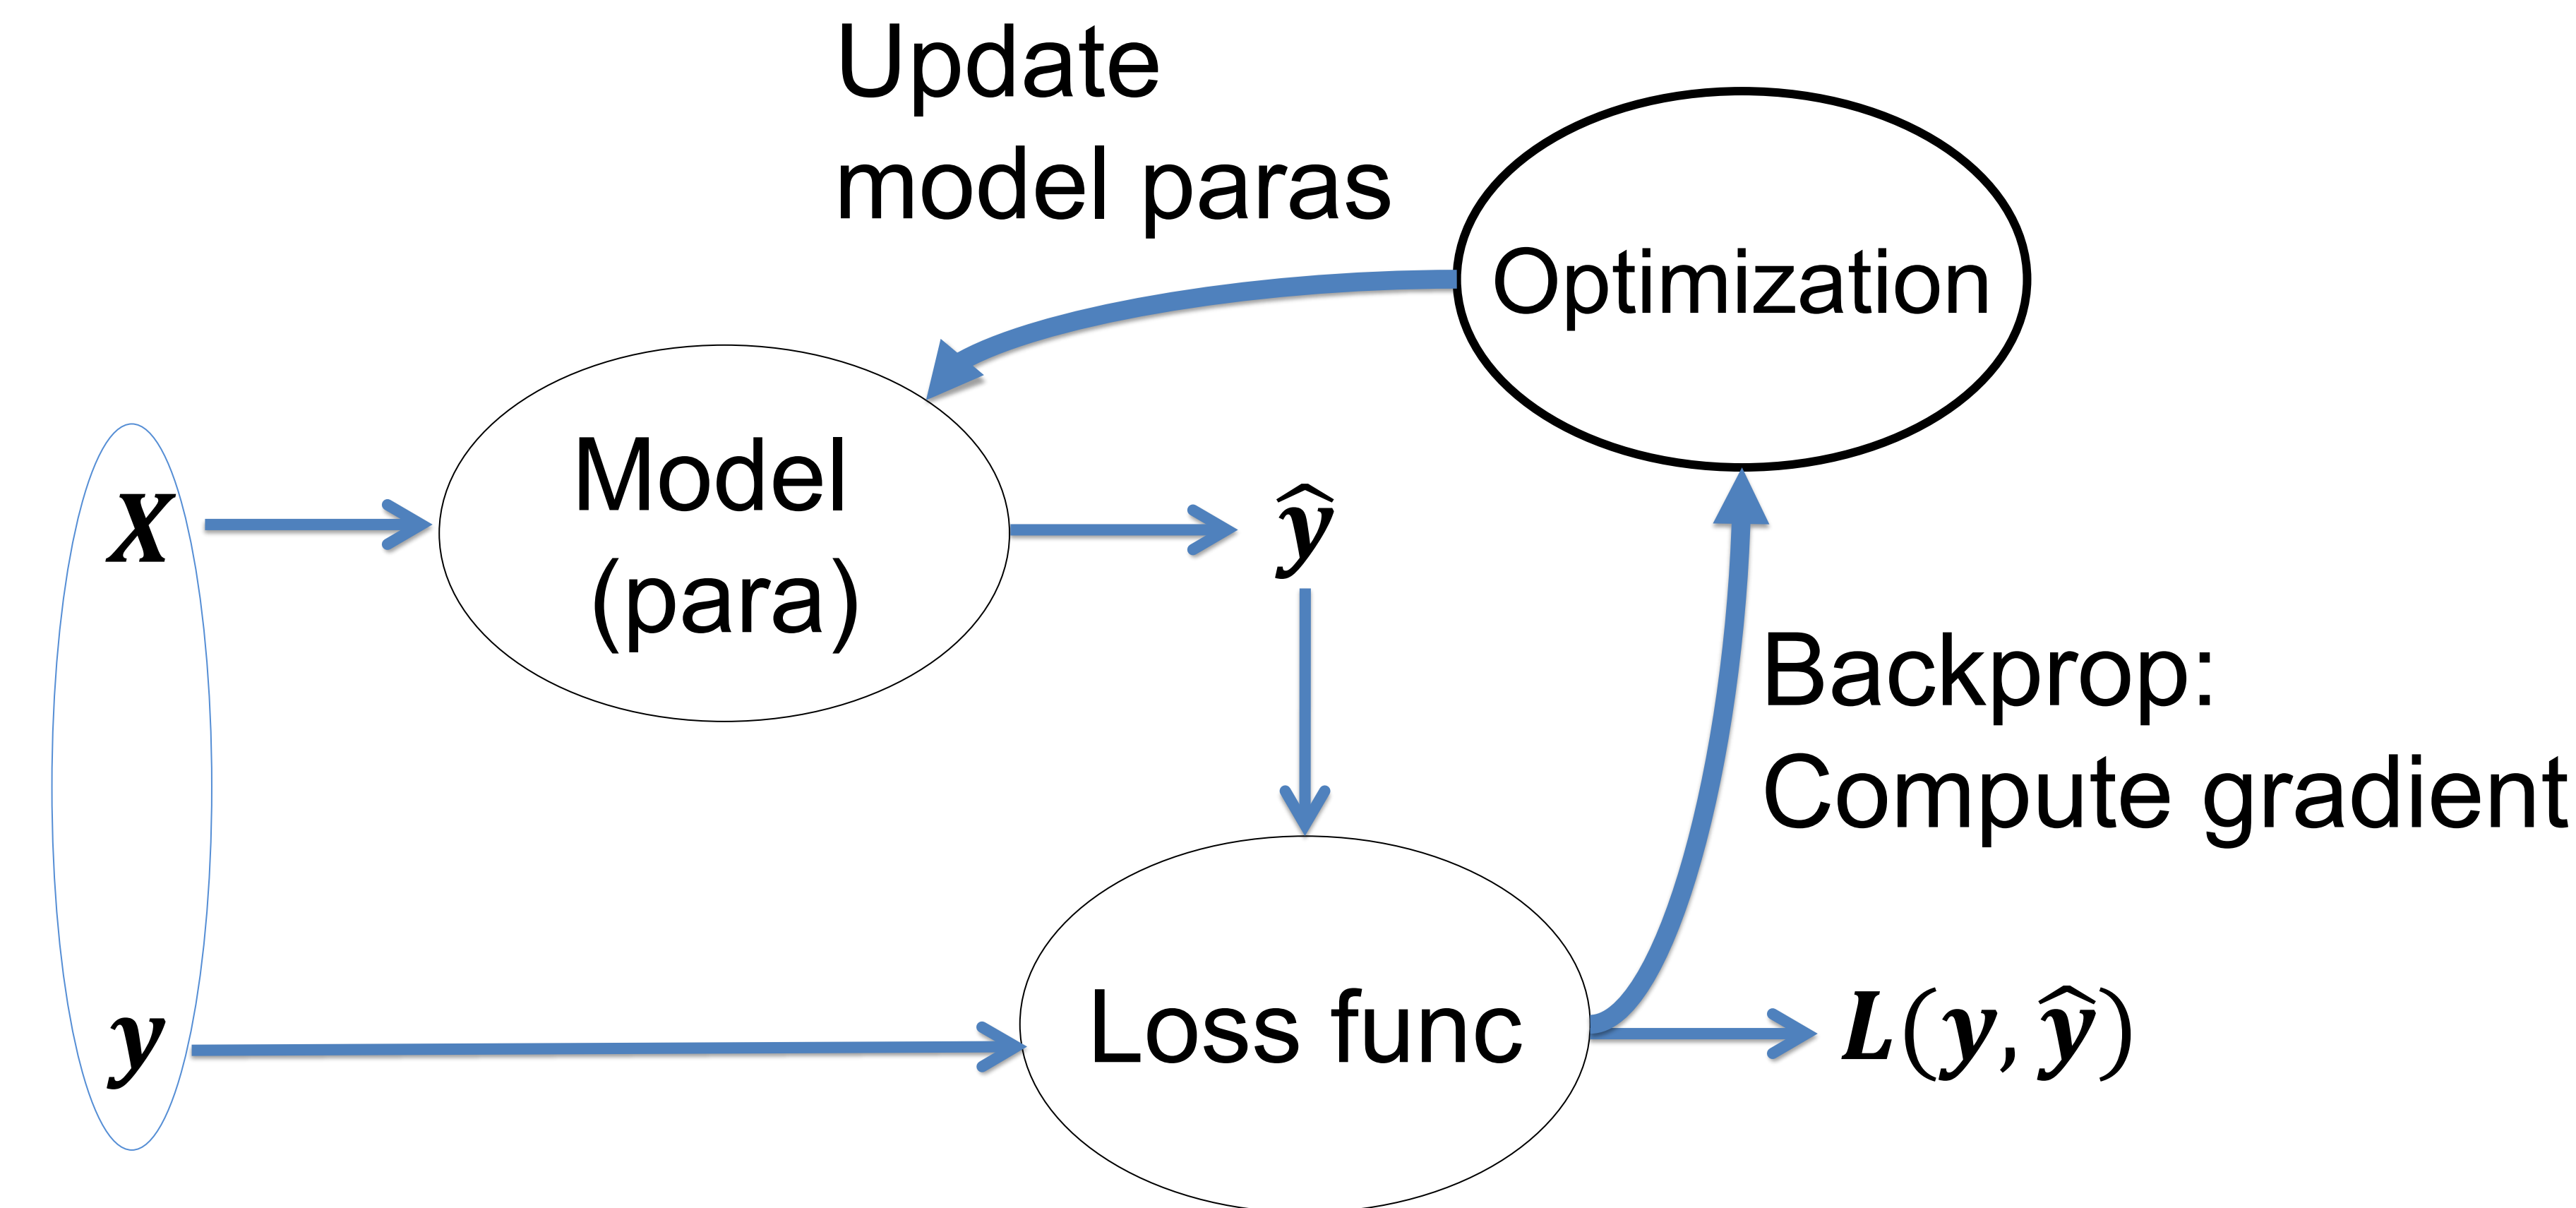 Update
model paras
Optimization
Model
(para)
X
ŷ
Backprop:
Compute gradient
y
Loss func
L(y, ŷ)